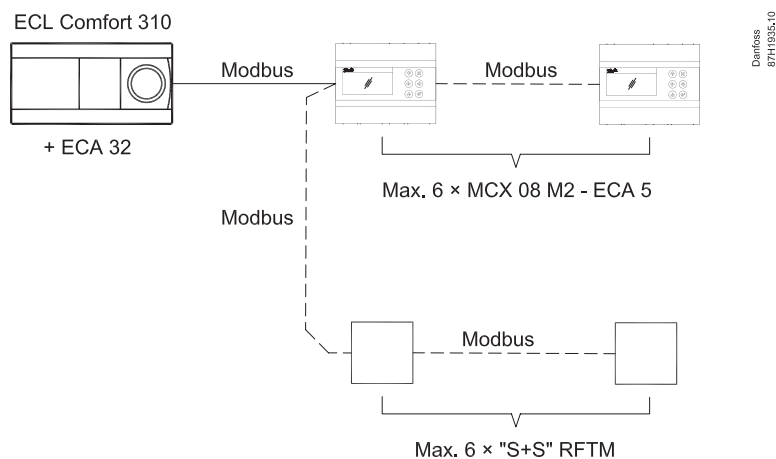 ECL Comfort 310
Modbus
Modbus
+ ECA 32
Max. 6 × MCX 08 M2 - ECA 5
Modbus
Modbus
Max. 6 × "S+S" RFTM
Danfoss
87H1935.10